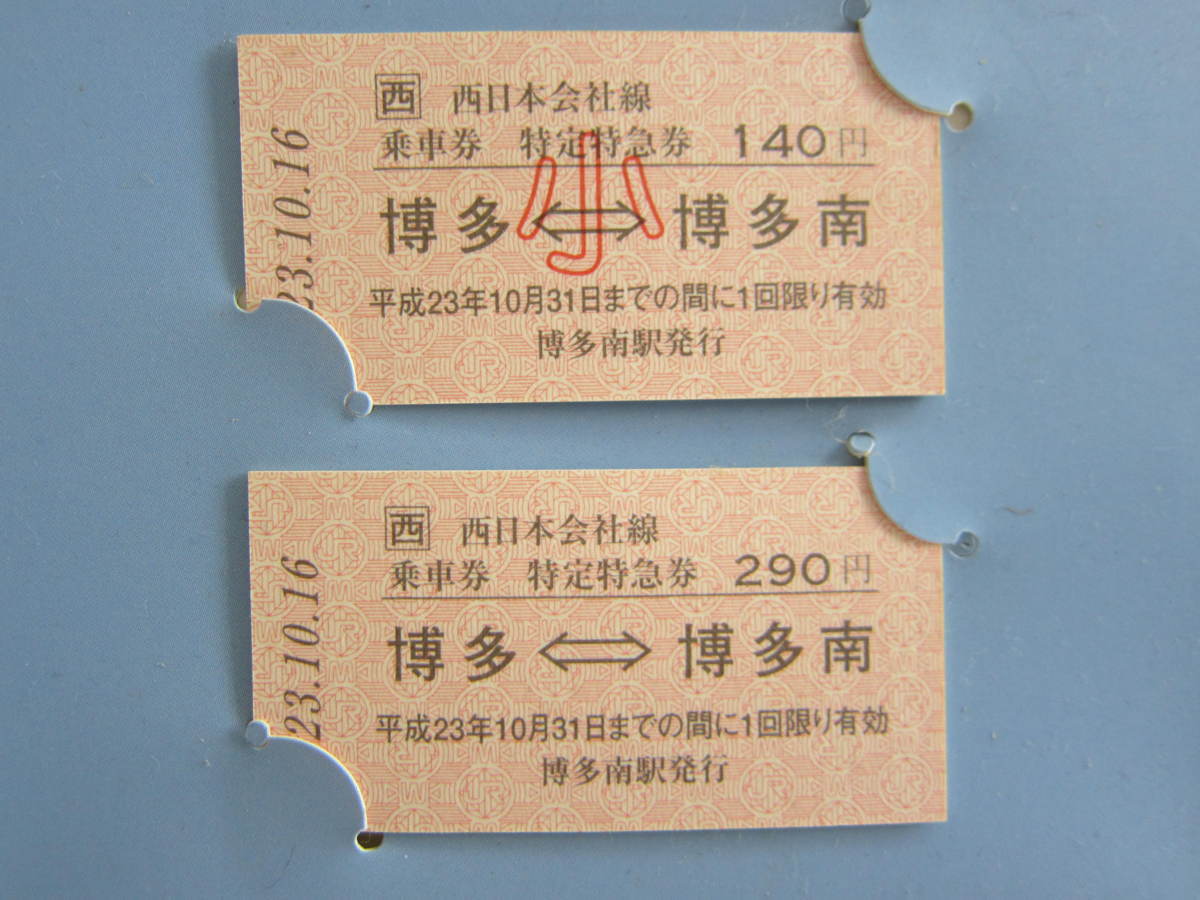 西 西日本会社線
乗車券 特定特急券 140円
小
博多⇔博多南
平成23年10月31日までの間に1回限り有効
博多南駅発行
23.10.16
西 西日本会社線
乗車券 特定特急券 290円
博多⇔博多南
平成23年10月31日までの間に1回限り有効
博多南駅発行
23.10.16